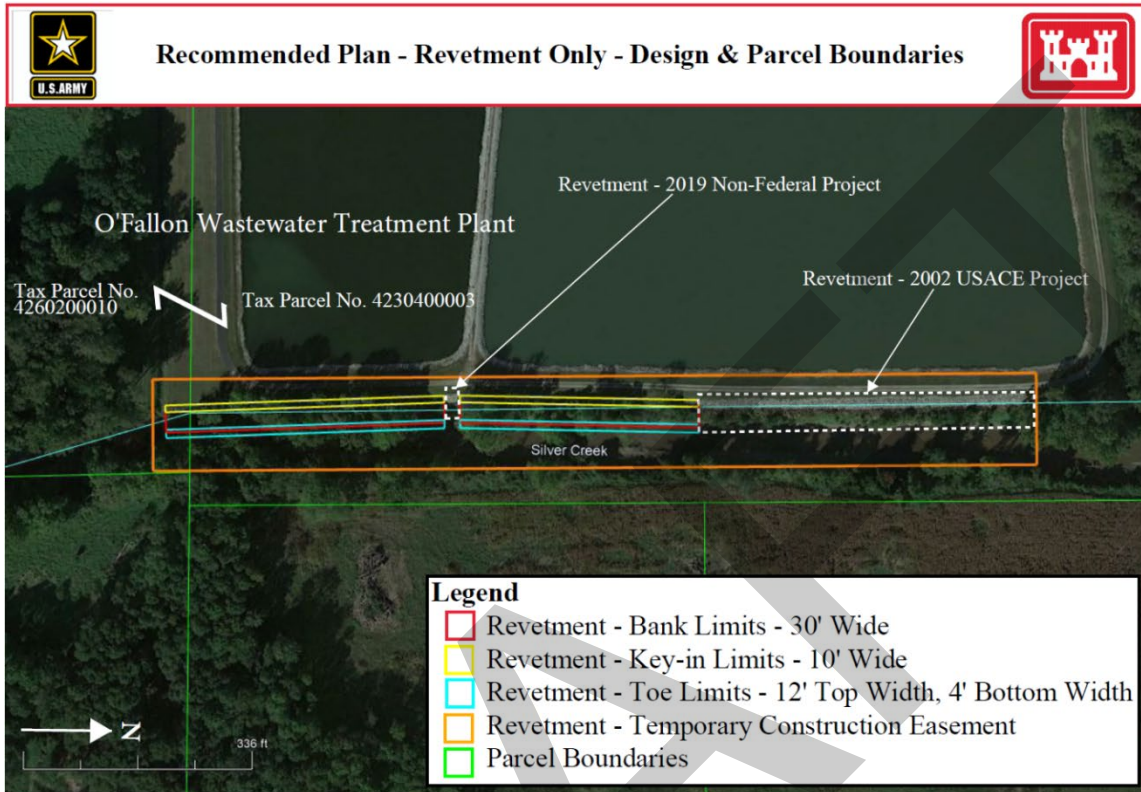 Recommended Plan - Revetment Only - Design & Parcel Boundaries
U.S.ARMY
Revetment - 2019 Non-Federal Project
O'Fallon Wastewater Treatment Plant
Revetment - 2002 USACE Project
Tax Parcel No.
4260200010
Tax Parcel No. 4230400003
Silver Creek
Legend
Revetment - Bank Limits - 30' Wide
Revetment - Key-in Limits - 10' Wide
Revetment - Toe Limits - 12' Top Width, 4' Bottom Width
Revetment - Temporary Construction Easement
Parcel Boundaries
N
336 ft